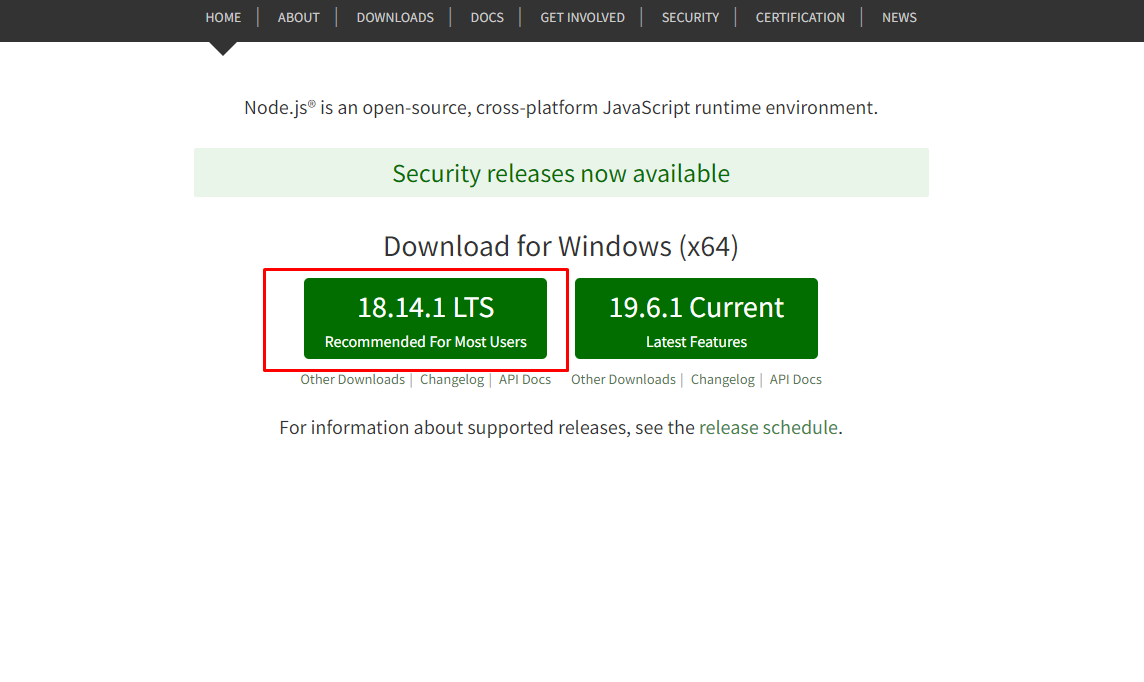 HOME | ABOUT | DOWNLOADS | DOCS | GET INVOLVED | SECURITY | CERTIFICATION | NEWS
Node.js® is an open-source, cross-platform JavaScript runtime environment.
Security releases now available
Download for Windows (x64)
18.14.1 LTS
Recommended For Most Users
19.6.1 Current
Latest Features
Other Downloads | Changelog | API Docs
Other Downloads | Changelog | API Docs
For information about supported releases, see the release schedule.